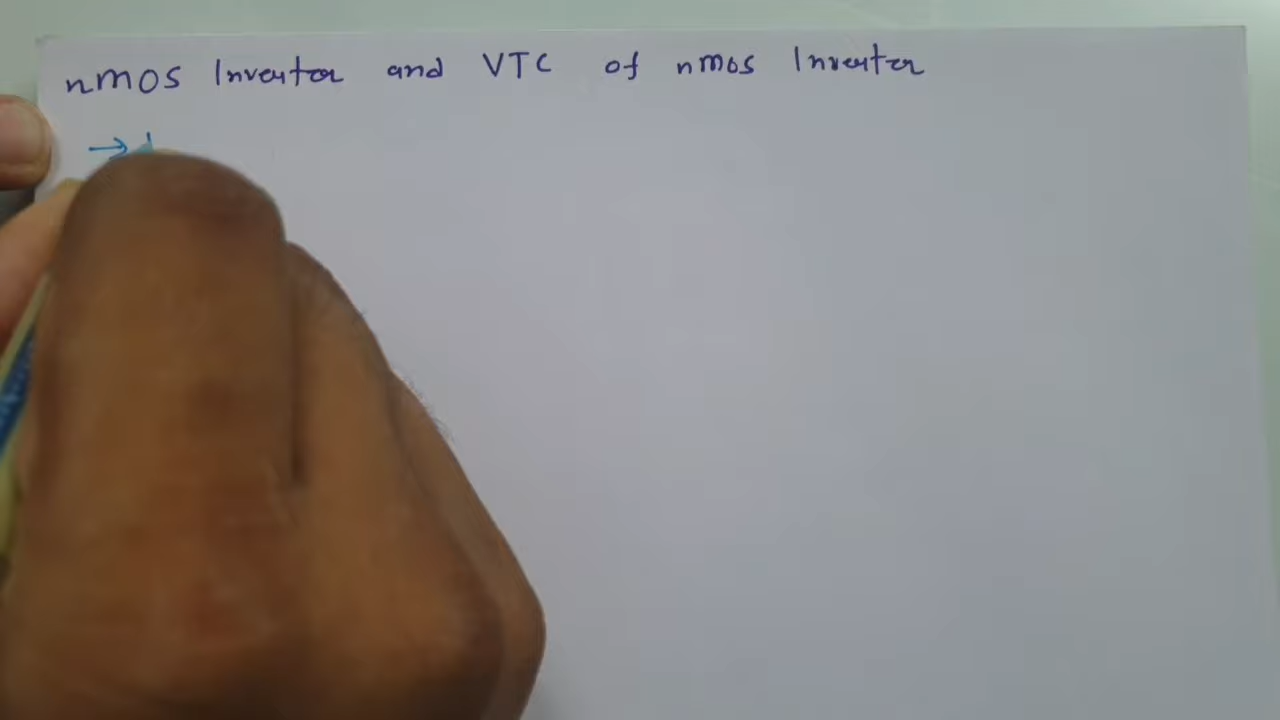 nmos Inverter and VTC of nmos Inverter
→